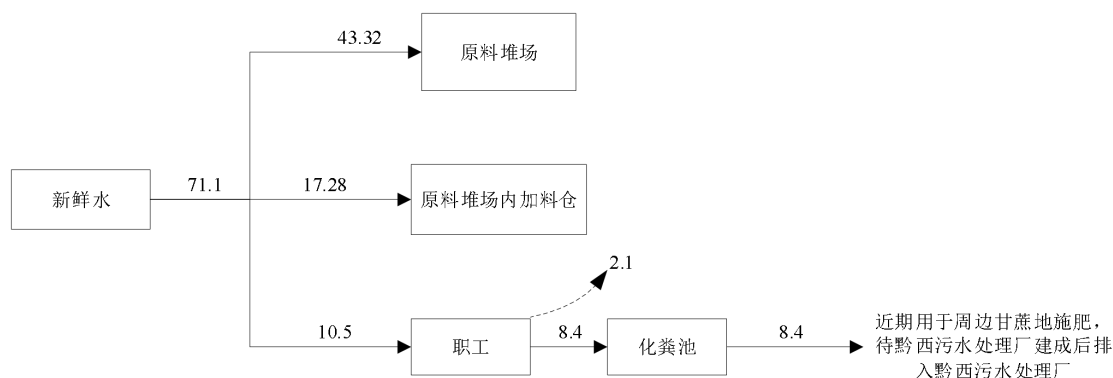 43.32
原料堆场
新鲜水
71.1
17.28
原料堆场内加料仓
2.1
10.5
职工
8.4
化粪池
8.4
近期用于周边甘蔗地施肥，
待黔西污水处理厂建成后排
入黔西污水处理厂